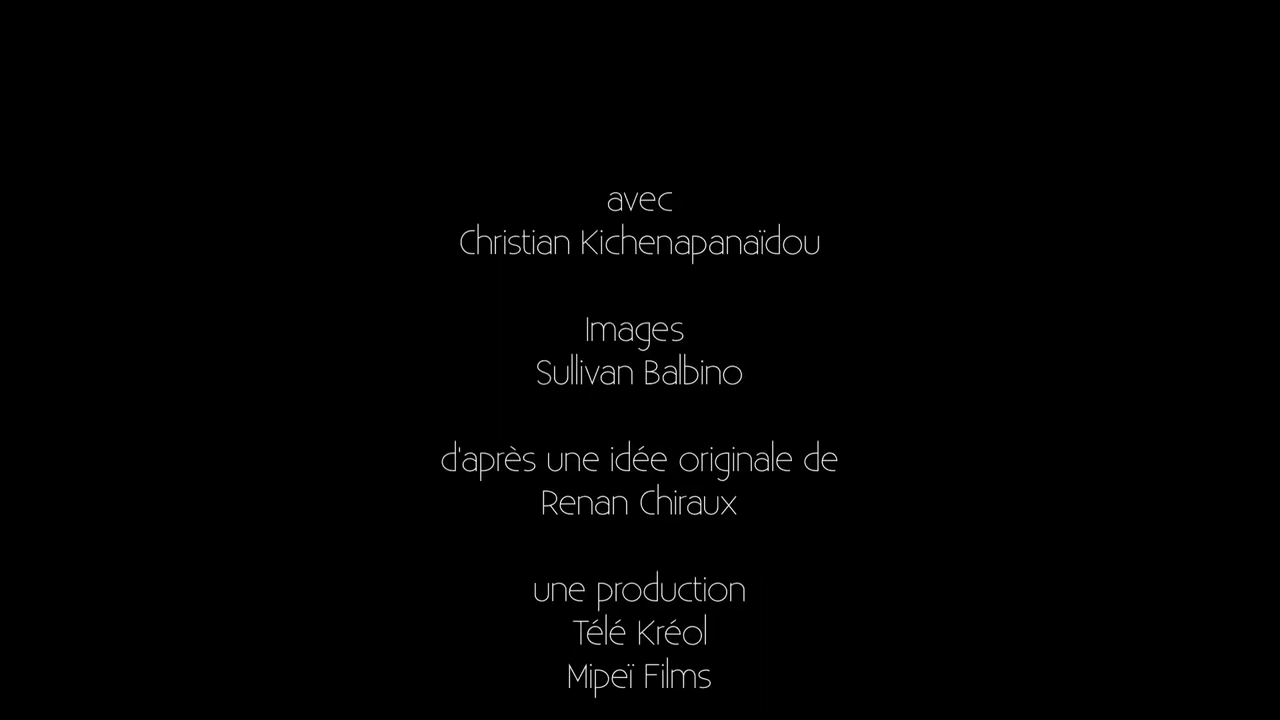 avec
Christian Kichenapanaïdou
Images
Sullivan Balbino
d'après une idée originale de
Renan Chiraux
une production
Télé Kréol
Mipeï Films